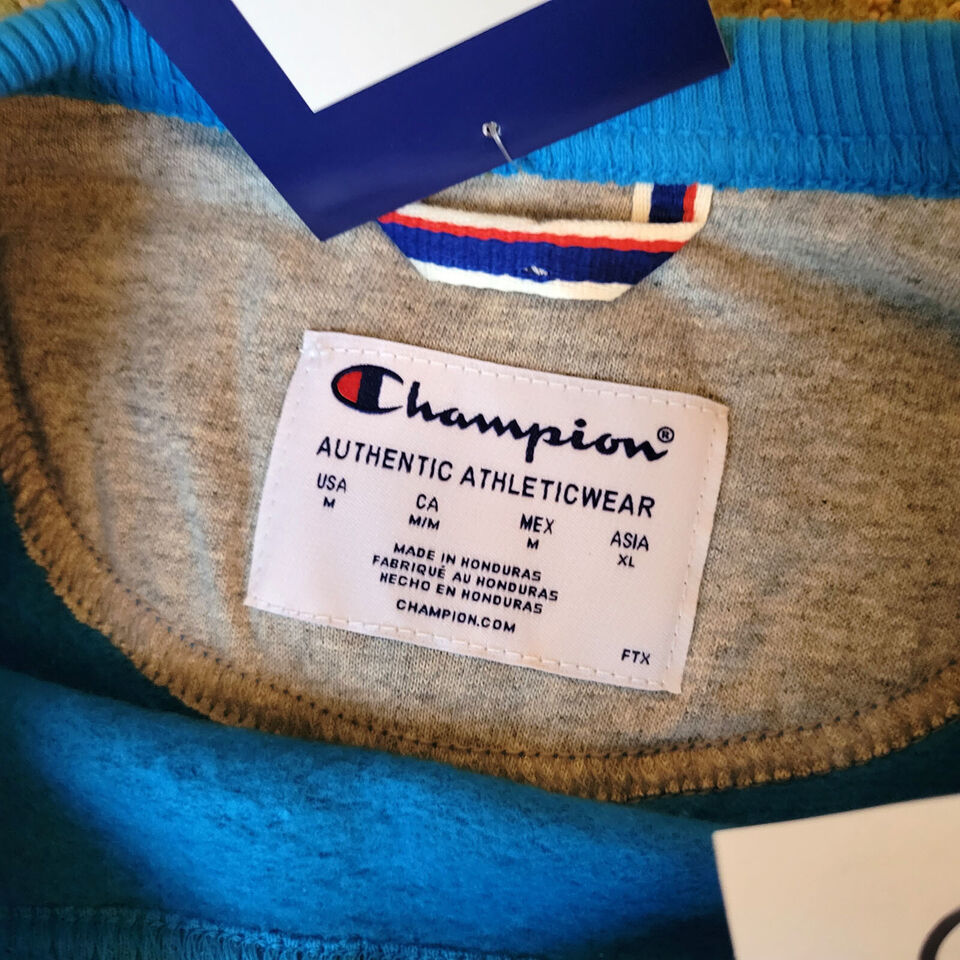 Champion®
AUTHENTIC ATHLETICWEAR
USA CA MEX ASIA
M M/M M XL
MADE IN HONDURAS
FABRIQUÉ AU HONDURAS
HECHO EN HONDURAS
CHAMPION.COM
FTX